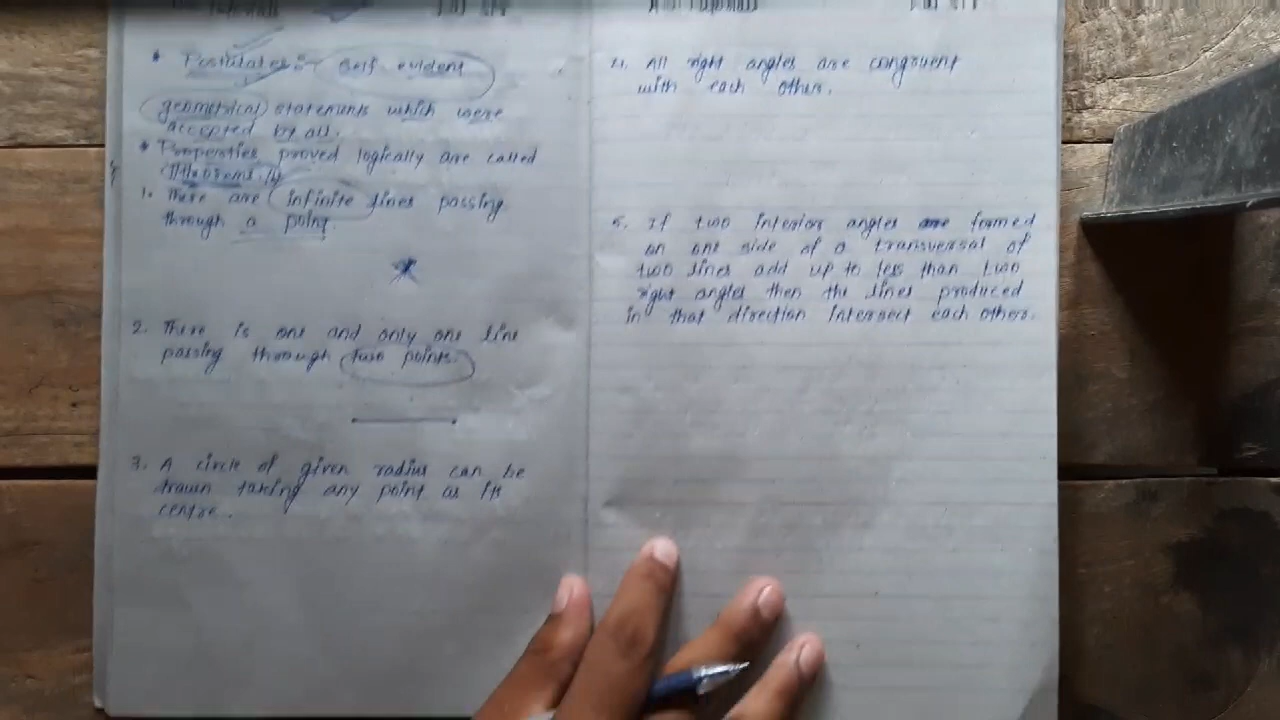 * Postulates :- self evident
geometrical statements which were
accepted by all.
* Properties proved logically are called
theorems.
1. There are infinite lines passing
through a point.
2. There is one and only one line
passing through two points.
3. A circle of given radius can be
drawn taking any point as its
centre.
4. All right angles are congruent
with each others.
5. If two interior angles are formed
on one side of a transversal of
two lines add up to less than two
right angles then the lines produced
in that direction intersect each others.